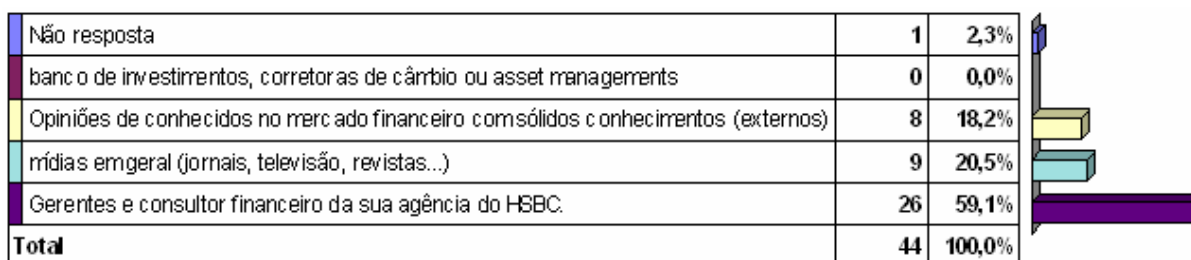 Não resposta 1 2,3%
banco de investimentos, corretoras de câmbio ou asset managements 0 0,0%
Opiniões de conhecidos no mercado financeiro com sólidos conhecimentos (externos) 8 18,2%
mídias em geral (jornais, televisão, revistas...) 9 20,5%
Gerentes e consultor financeiro da sua agência do HSBC. 26 59,1%
Total 44 100,0%